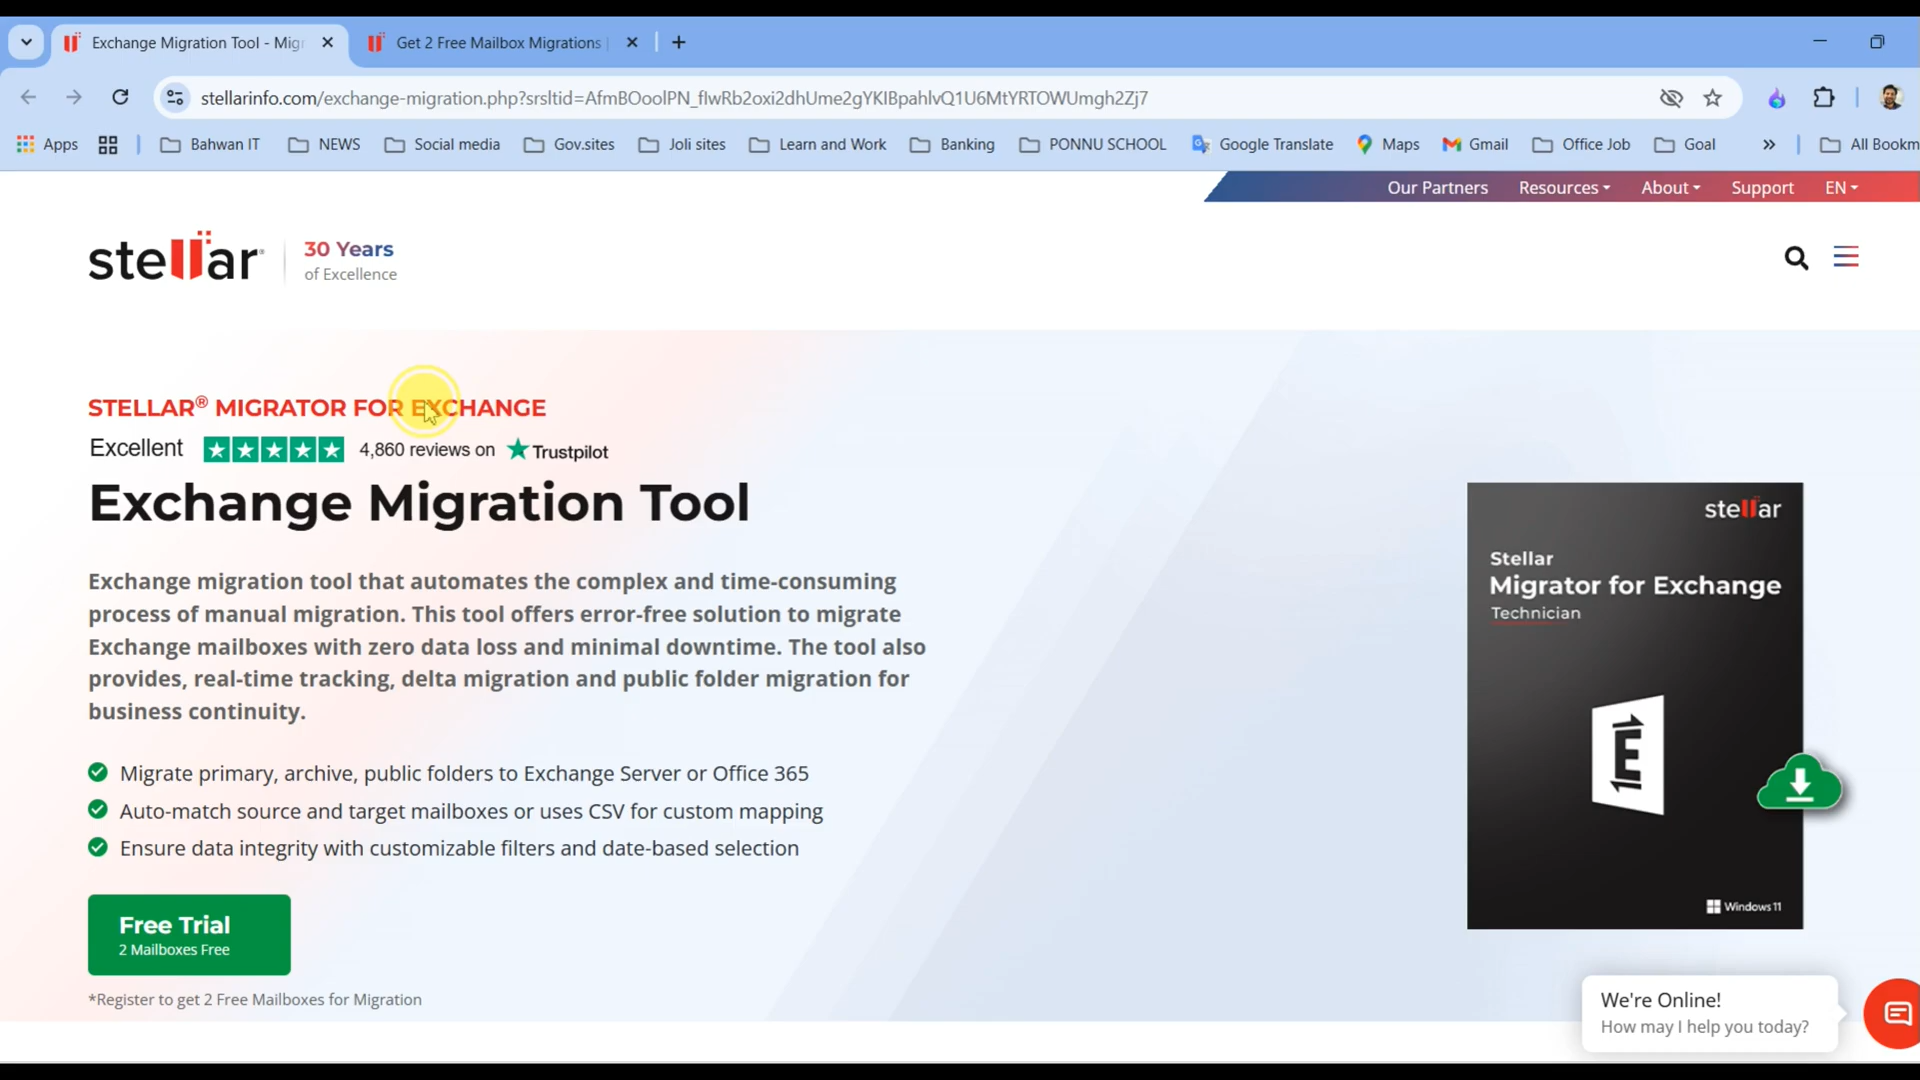 Exchange Migration Tool - Migr
Get 2 Free Mailbox Migrations
stellarinfo.com/exchange-migration.php?srsltid=AfmBOoolPN_flwRb2oxi2dhUme2gYKIBpahlvQ1U6MtYRTOWUmgh2Zj7
Apps Bahwan IT NEWS Social media Gov.sites Joli sites Learn and Work Banking PONNU SCHOOL Google Translate Maps Gmail Office Job Goal » All Bookm
Our Partners Resources About Support EN
stellar
30 Years
of Excellence
STELLAR® MIGRATOR FOR EXCHANGE
Excellent 4,860 reviews on Trustpilot
Exchange Migration Tool
Exchange migration tool that automates the complex and time-consuming
process of manual migration. This tool offers error-free solution to migrate
Exchange mailboxes with zero data loss and minimal downtime. The tool also
provides, real-time tracking, delta migration and public folder migration for
business continuity.
Migrate primary, archive, public folders to Exchange Server or Office 365
Auto-match source and target mailboxes or uses CSV for custom mapping
Ensure data integrity with customizable filters and date-based selection
Free Trial
2 Mailboxes Free
*Register to get 2 Free Mailboxes for Migration
stellar
Stellar
Migrator for Exchange
Technician
E
Windows 11
We're Online!
How may I help you today?